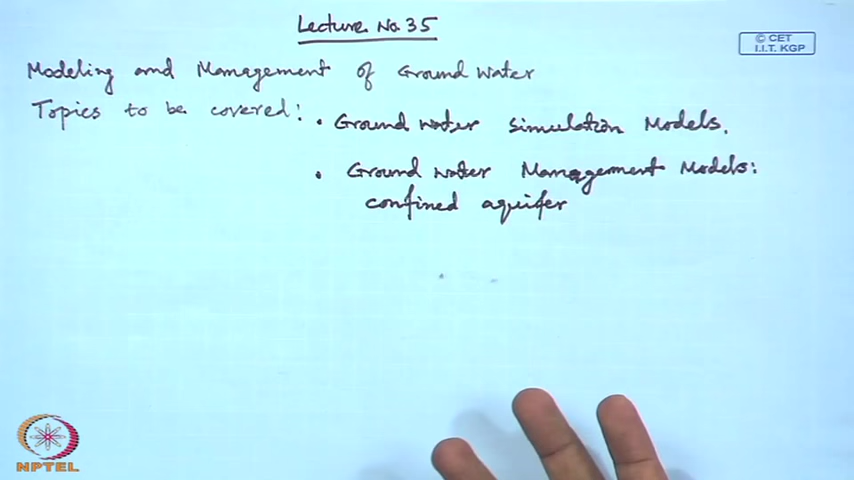 Lecture No. 35
© CET
I.I.T. KGP
Modeling and Management of Ground Water
Topics to be covered: • Ground water simulation Models.
• Ground water Management Models:
confined aquifer
NPTEL